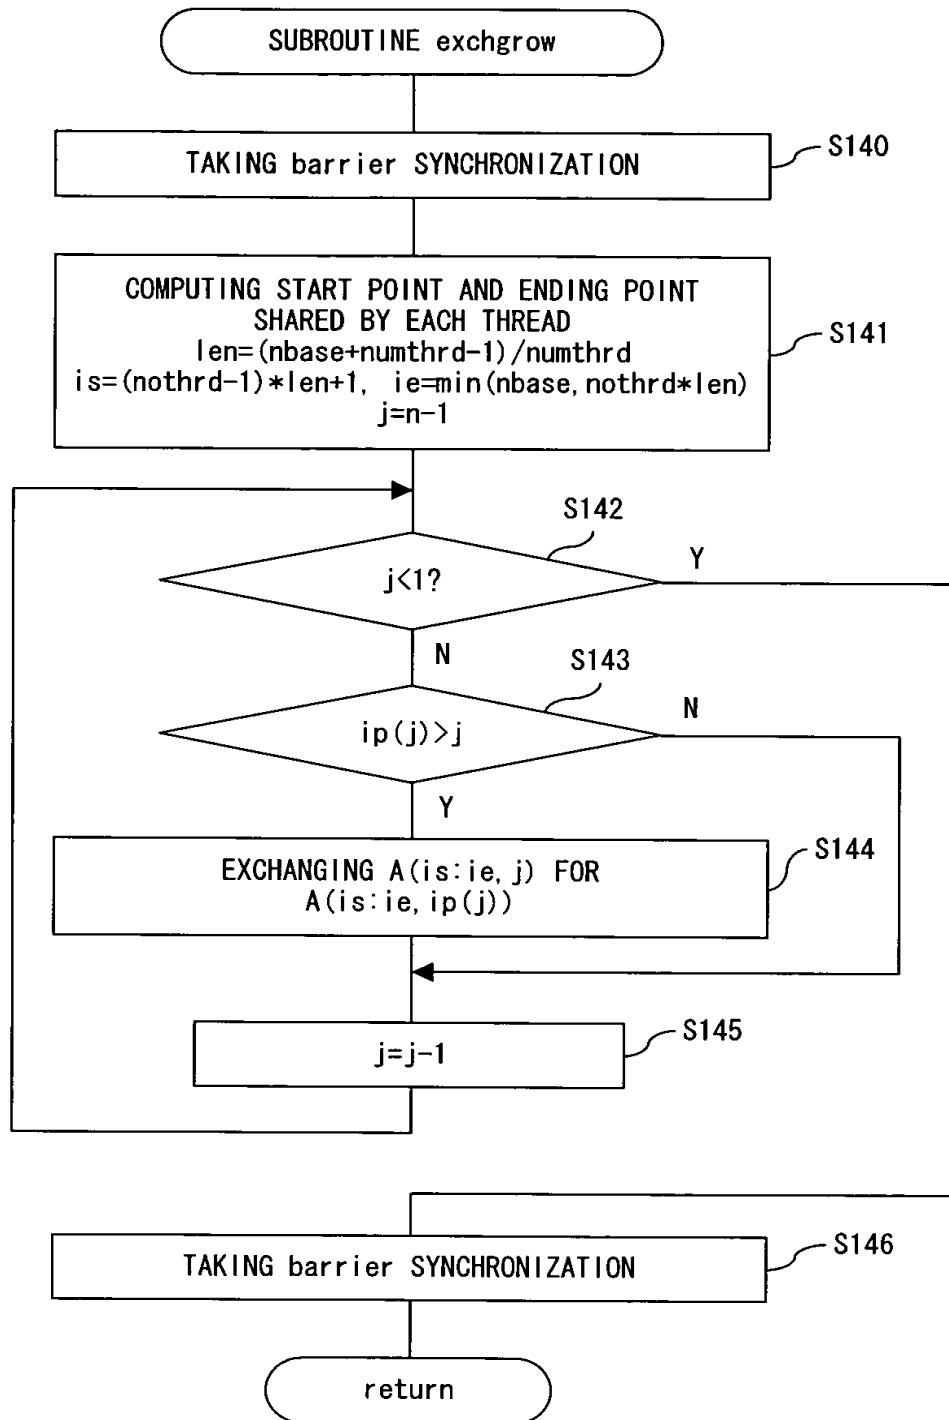 SUBROUTINE exchgrow
TAKING barrier SYNCHRONIZATION
S140
COMPUTING START POINT AND ENDING POINT
SHARED BY EACH THREAD
len=(nbase+numthrd-1)/numthrd
is=(nothrd-1)*len+1, ie=min(nbase,nothrd*len)
j=n-1
S141
S142
j<1?
Y
N
S143
ip(j)>j
N
Y
EXCHANGING A(is:ie,j) FOR
A(is:ie,ip(j))
S144
j=j-1
S145
TAKING barrier SYNCHRONIZATION
S146
return